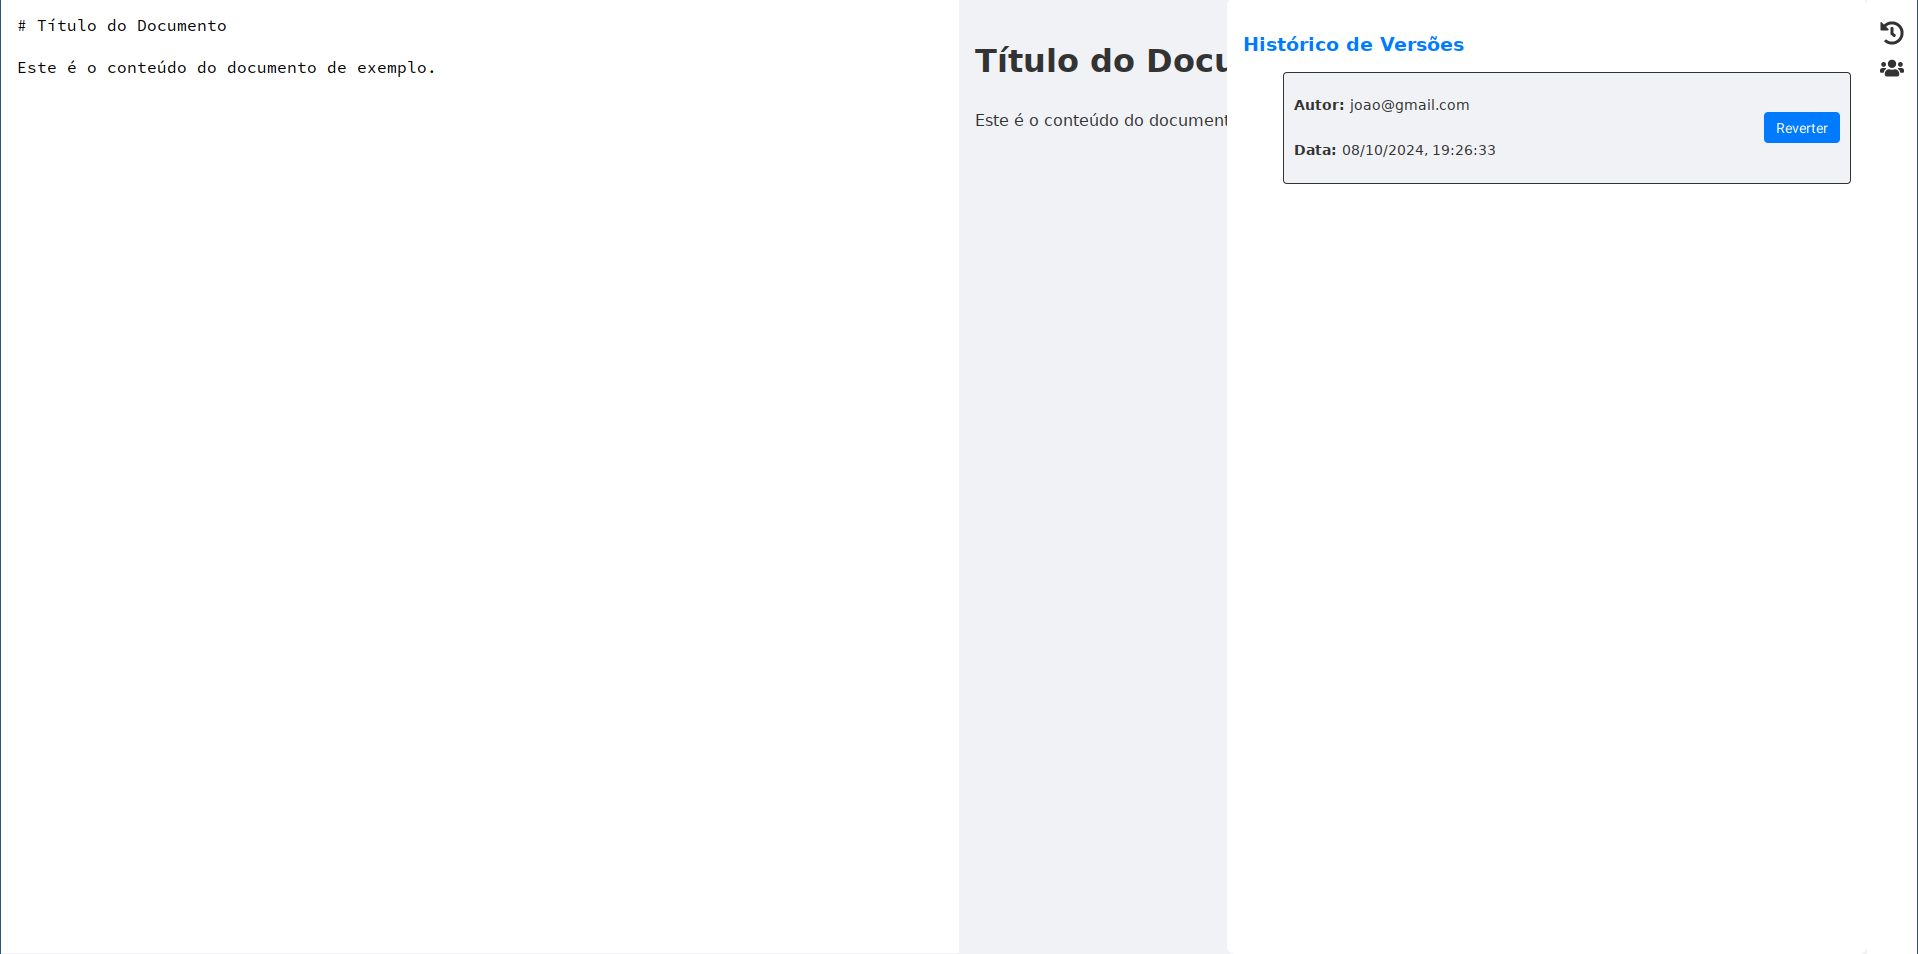 # Título do Documento
Este é o conteúdo do documento de exemplo.
Título do Docu
Este é o conteúdo do document
Histórico de Versões
Autor: joao@gmail.com
Data: 08/10/2024, 19:26:33
Reverter